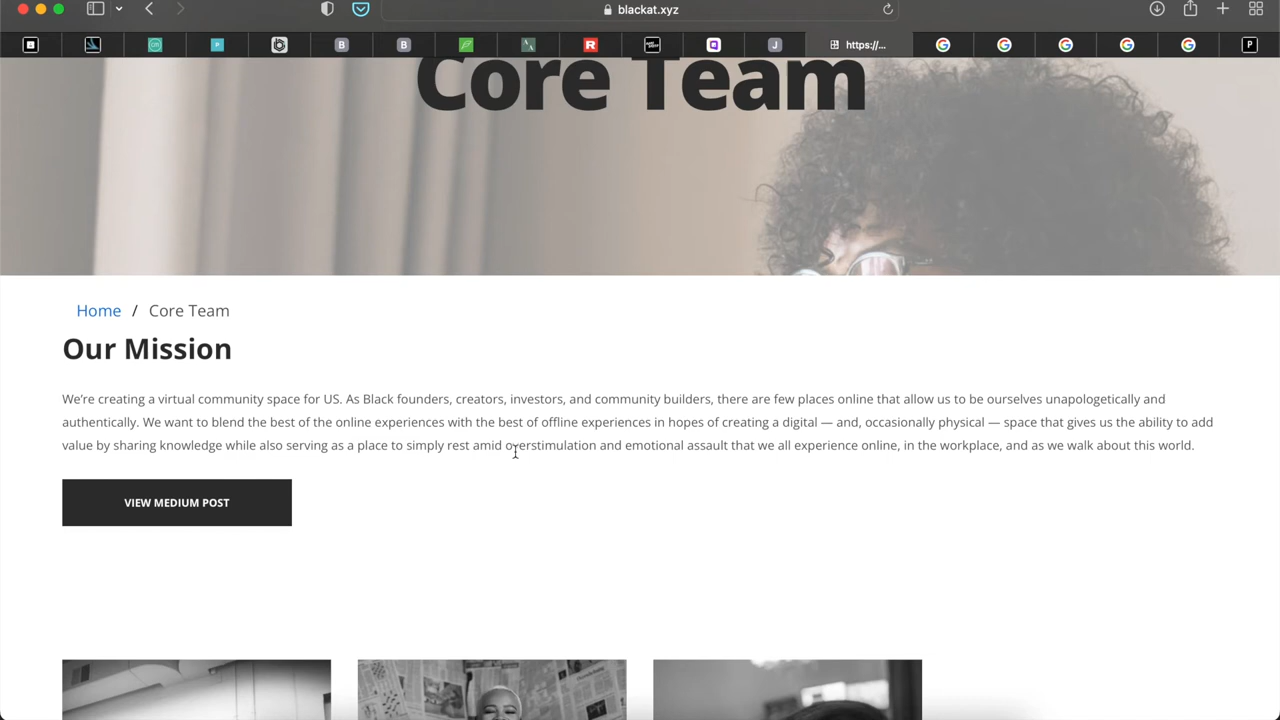 blackat.xyz
B
B
R
J
https://...
P
Core Team
Home / Core Team
Our Mission
We're creating a virtual community space for US. As Black founders, creators, investors, and community builders, there are few places online that allow us to be ourselves unapologetically and
authentically. We want to blend the best of the online experiences with the best of offline experiences in hopes of creating a digital — and, occasionally physical — space that gives us the ability to add
value by sharing knowledge while also serving as a place to simply rest amid overstimulation and emotional assault that we all experience online, in the workplace, and as we walk about this world.
VIEW MEDIUM POST